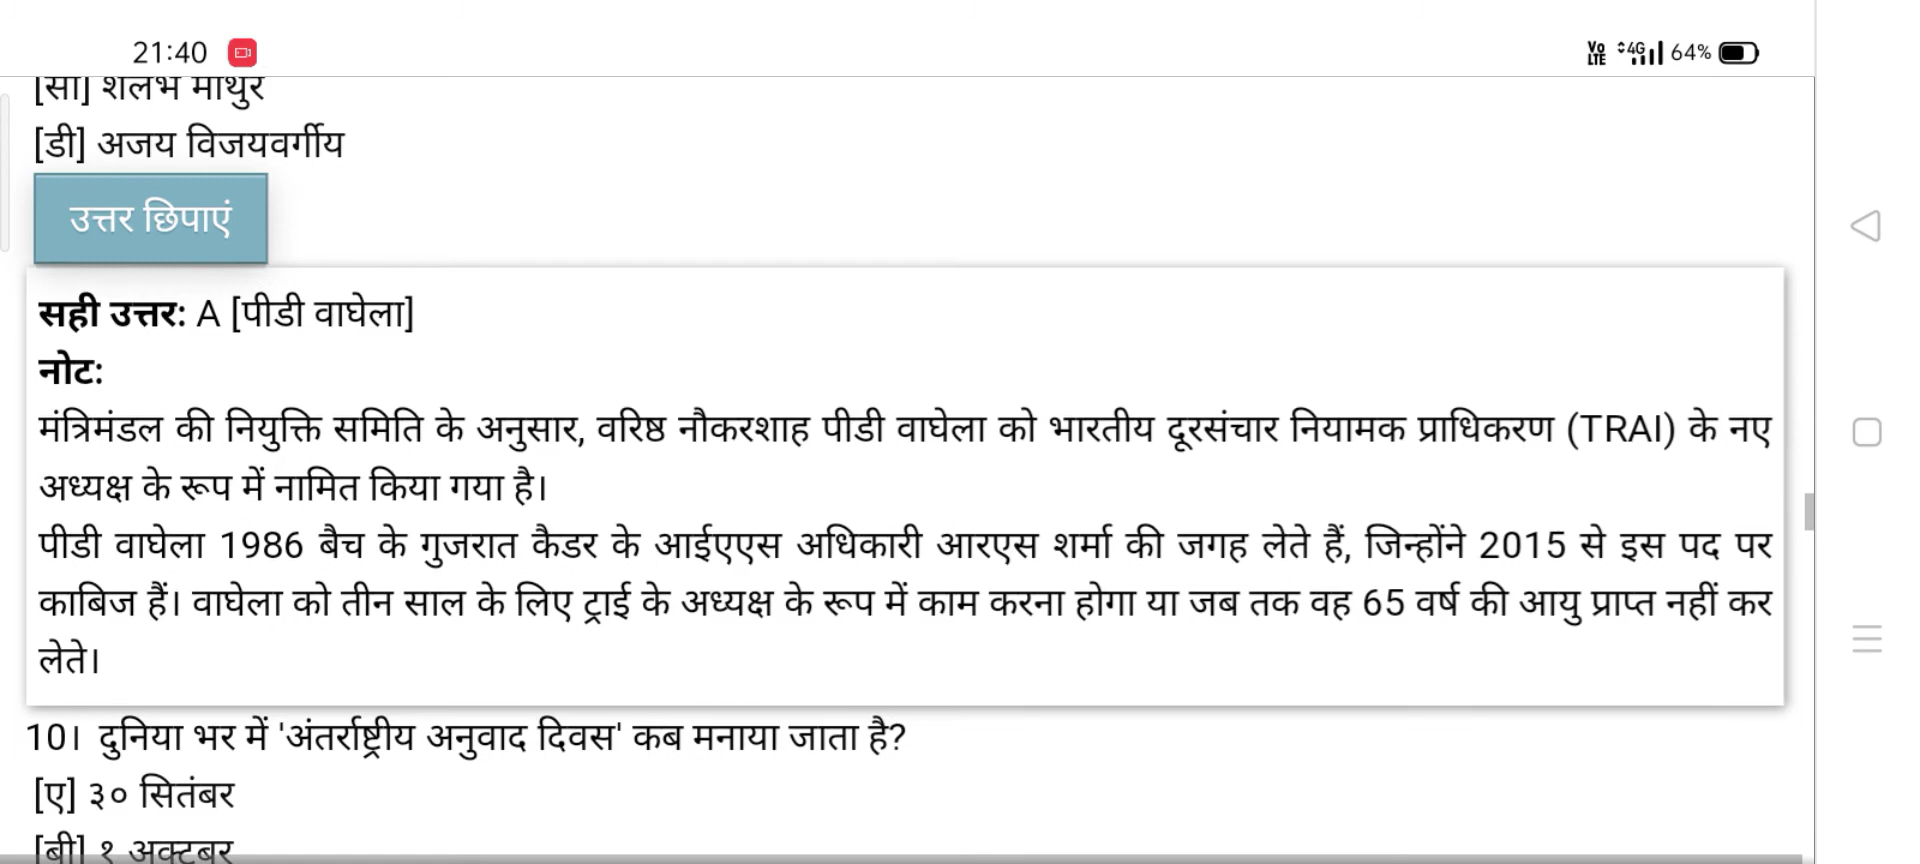 21:40
Vo LTE 4G 64%
[सी] शलभ माथुर
[डी] अजय विजयवर्गीय
उत्तर छिपाएं
सही उत्तर: A [पीडी वाघेला]
नोट:
मंत्रिमंडल की नियुक्ति समिति के अनुसार, वरिष्ठ नौकरशाह पीडी वाघेला को भारतीय दूरसंचार नियामक प्राधिकरण (TRAI) के नए
अध्यक्ष के रूप में नामित किया गया है।
पीडी वाघेला 1986 बैच के गुजरात कैडर के आईएएस अधिकारी आरएस शर्मा की जगह लेते हैं, जिन्होंने 2015 से इस पद पर
काबिज हैं। वाघेला को तीन साल के लिए ट्राई के अध्यक्ष के रूप में काम करना होगा या जब तक वह 65 वर्ष की आयु प्राप्त नहीं कर
लेते।
10। दुनिया भर में 'अंतर्राष्ट्रीय अनुवाद दिवस' कब मनाया जाता है?
[ए] ३० सितंबर
[बी] १ अक्टूबर